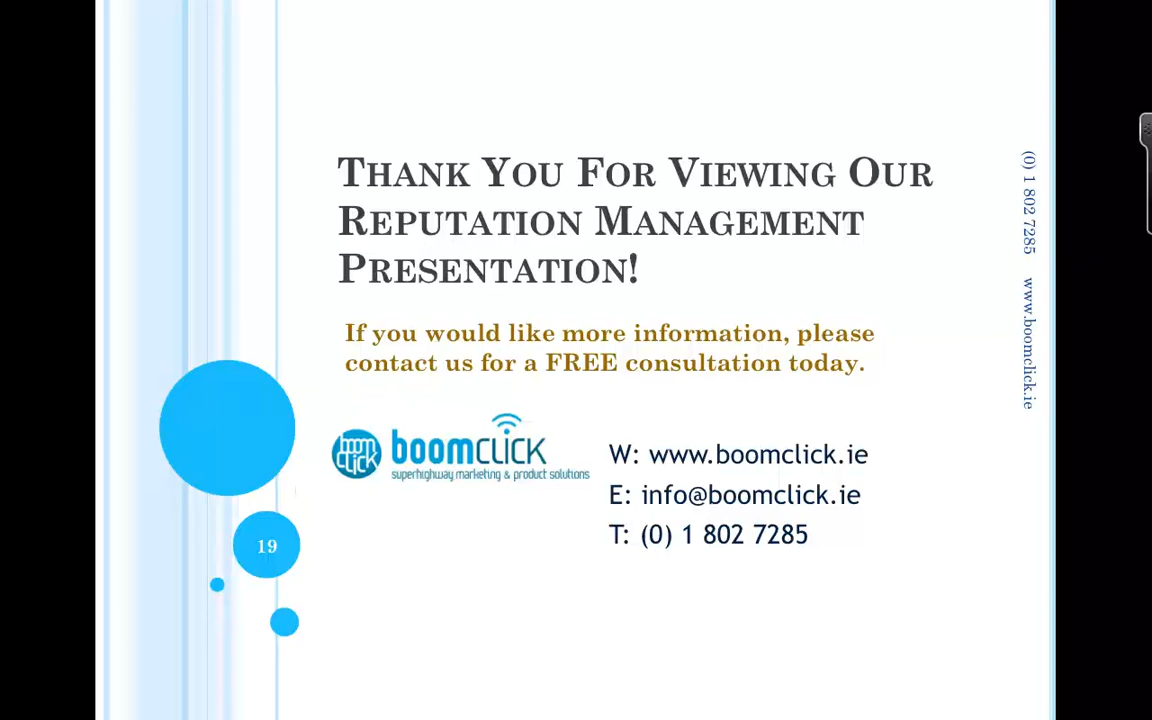 THANK YOU FOR VIEWING OUR
REPUTATION MANAGEMENT
PRESENTATION!
If you would like more information, please
contact us for a FREE consultation today.
boom
CLICK
boomCLICK
superhighway marketing & product solutions
W: www.boomclick.ie
E: info@boomclick.ie
T: (0) 1 802 7285
19
(0) 1 802 7285 www.boomclick.ie